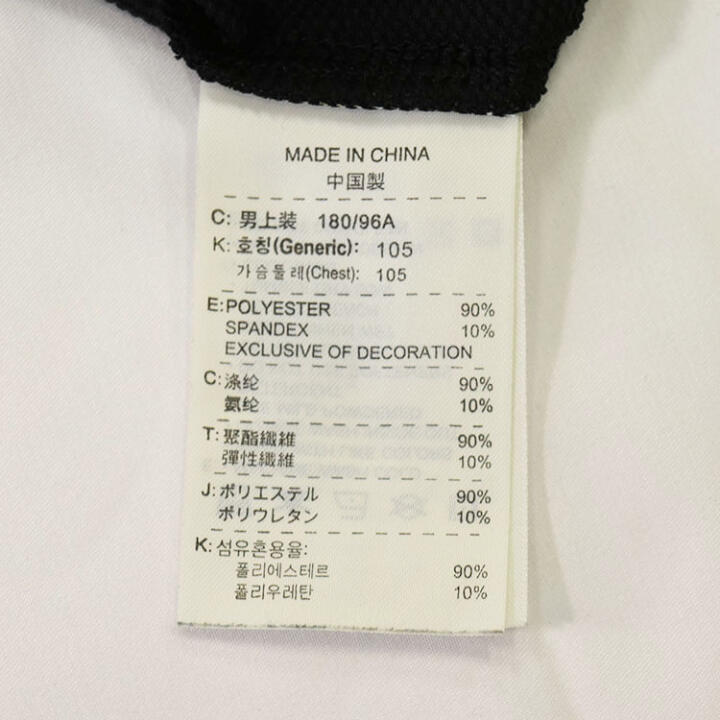 MADE IN CHINA
中国製
C: 男上装 180/96A
K: 호칭(Generic): 105
가슴둘레(Chest): 105
E: POLYESTER 90%
SPANDEX 10%
EXCLUSIVE OF DECORATION
C: 涤纶 90%
氨纶 10%
T: 聚酯纖維 90%
彈性纖維 10%
J: ポリエステル 90%
ポリウレタン 10%
K: 섬유혼용율:
폴리에스테르 90%
폴리우레탄 10%